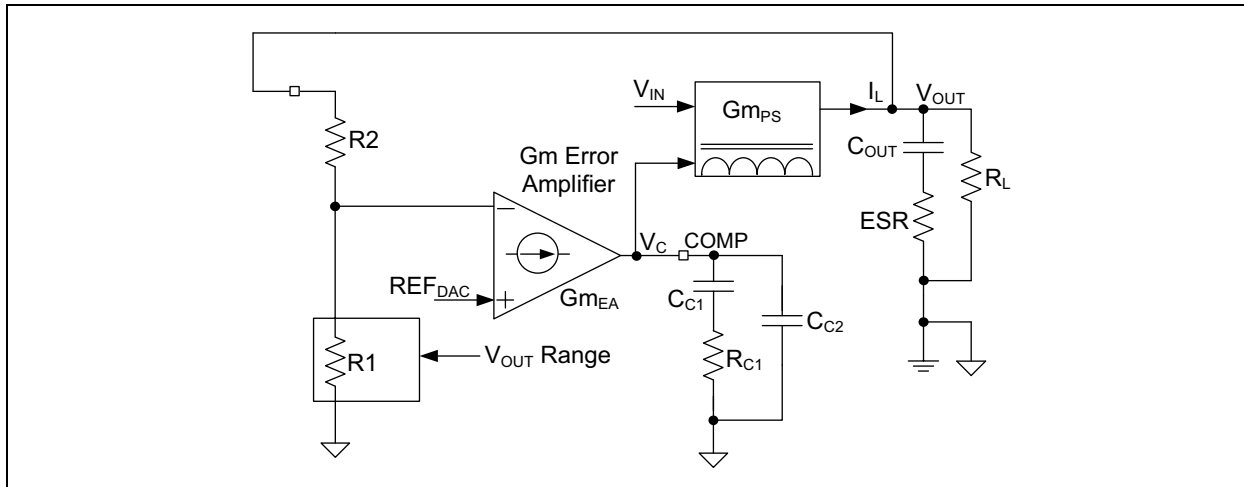 V_IN
Gm_PS
I_L
V_OUT
R2
Gm Error
Amplifier
C_OUT
R_L
ESR
V_C
COMP
REF_DAC
Gm_EA
C_C1
C_C2
R1
V_OUT Range
R_C1